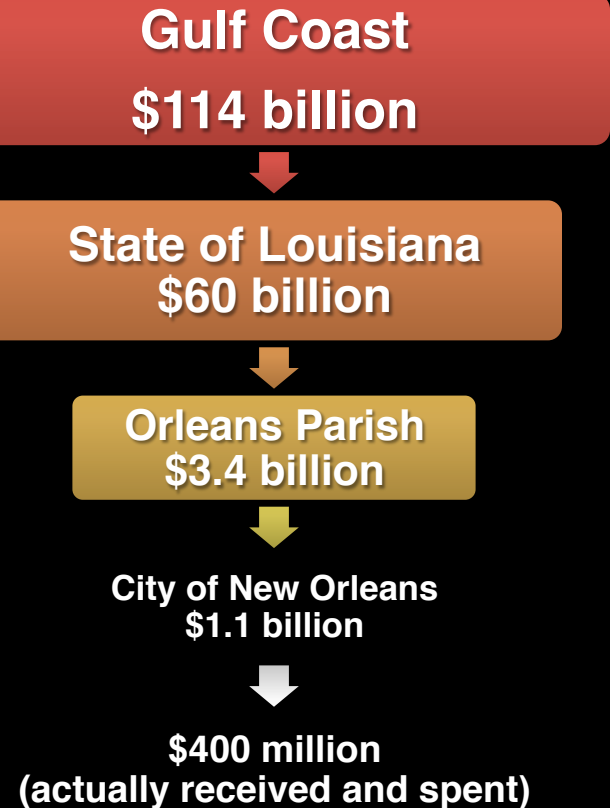 Gulf Coast
$114 billion
State of Louisiana
$60 billion
Orleans Parish
$3.4 billion
City of New Orleans
$1.1 billion
$400 million
(actually received and spent)